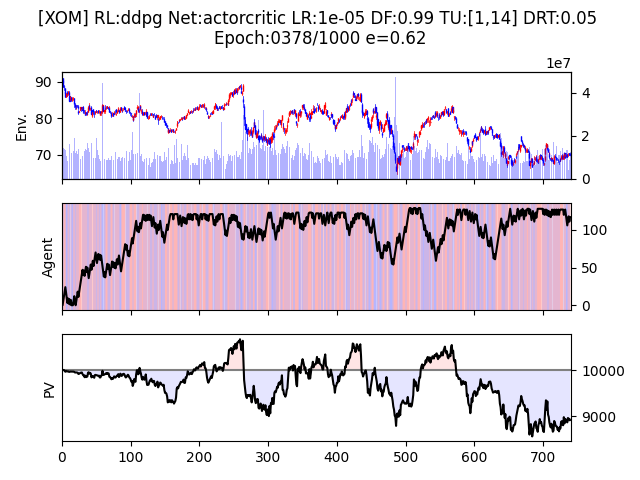 [XOM] RL:ddpg Net:actorcritic LR:1e-05 DF:0.99 TU:[1,14] DRT:0.05
Epoch:0378/1000 e=0.62
1e7
Env.
90
80
70
4
2
0
Agent
100
50
0
PV
10000
9000
0 100 200 300 400 500 600 700